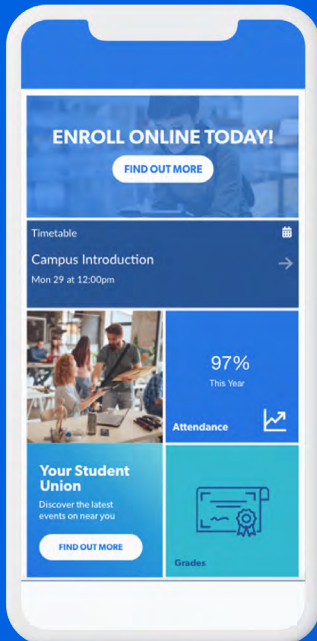 ENROLL ONLINE TODAY!
FIND OUT MORE
Timetable
Campus Introduction
Mon 29 at 12:00pm
97%
This Year
Attendance
Your Student
Union
Discover the latest
events on near you
FIND OUT MORE
Grades